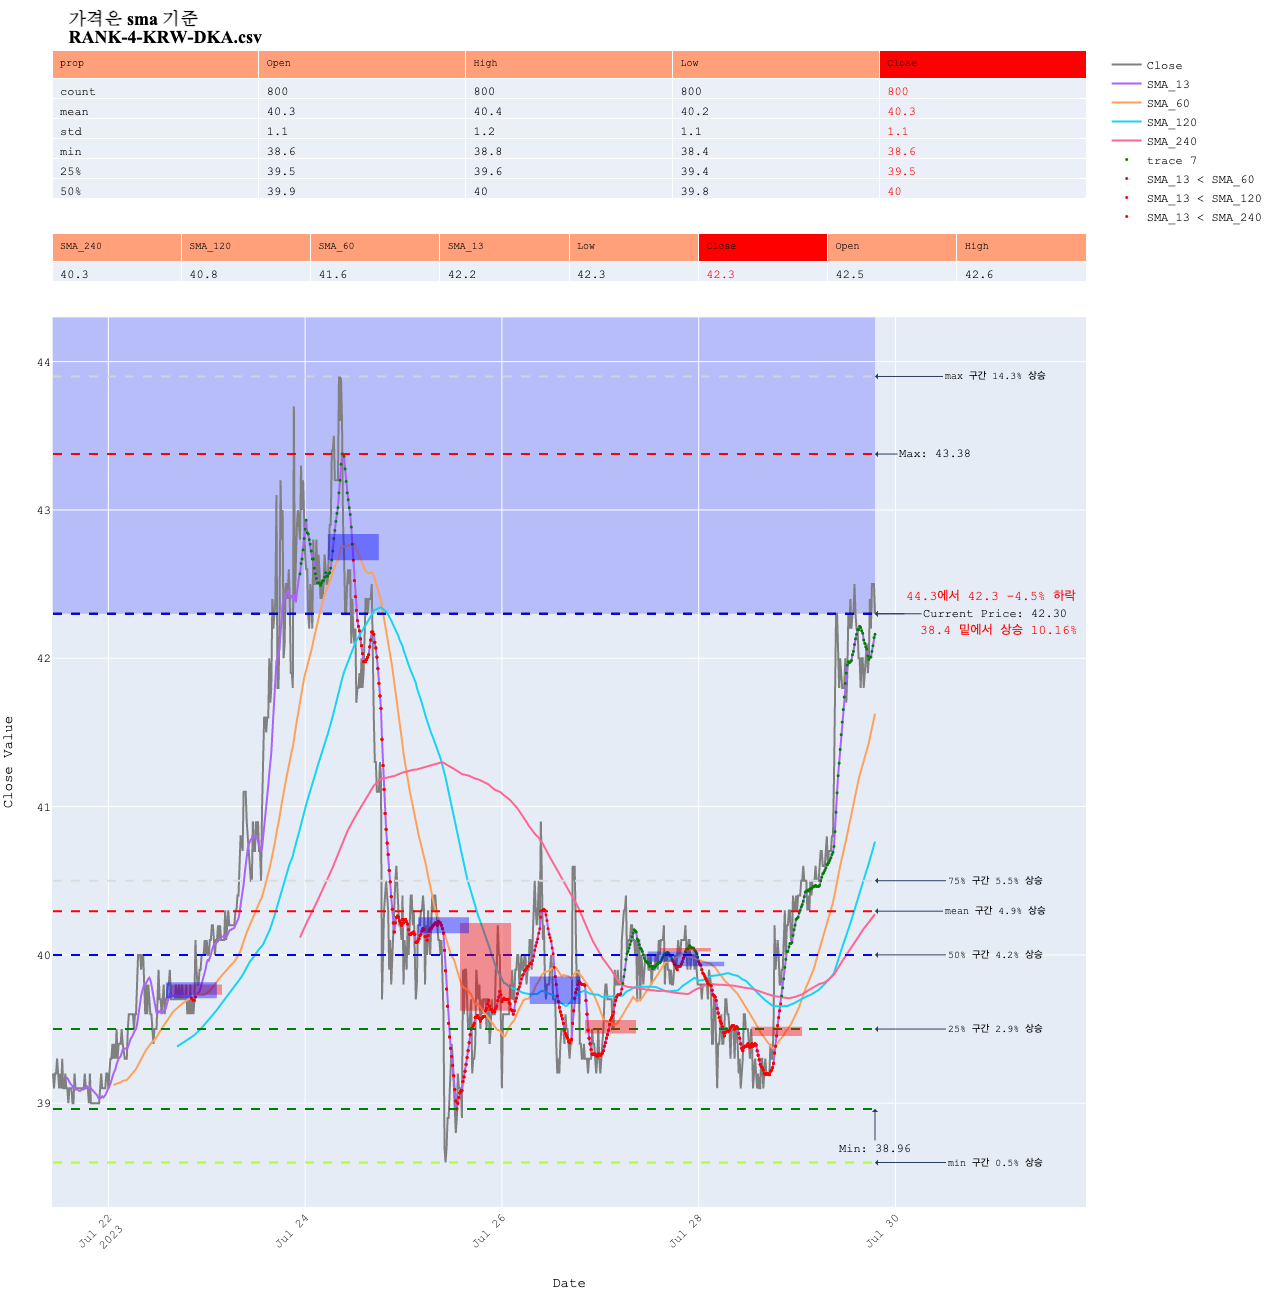 가격은 sma 기준
RANK-4-KRW-DKA.csv
prop Open High Low Close
count 800 800 800 800
mean 40.3 40.4 40.2 40.3
std 1.1 1.2 1.1 1.1
min 38.6 38.8 38.4 38.6
25% 39.5 39.6 39.4 39.5
50% 39.9 40 39.8 40
SMA_240 SMA_120 SMA_60 SMA_13 Low Close Open High
40.3 40.8 41.6 42.2 42.3 42.3 42.5 42.6
Close
SMA_13
SMA_60
SMA_120
SMA_240
trace 7
SMA_13 < SMA_60
SMA_13 < SMA_120
SMA_13 < SMA_240
44
43
42
41
40
39
Close Value
max 구간 14.3% 상승
Max: 43.38
44.3에서 42.3 -4.5% 하락
Current Price: 42.30
38.4 밑에서 상승 10.16%
75% 구간 5.5% 상승
mean 구간 4.9% 상승
50% 구간 4.2% 상승
25% 구간 2.9% 상승
Min: 38.96
min 구간 0.5% 상승
Jul 22
2023
Jul 24
Jul 26
Jul 28
Jul 30
Date